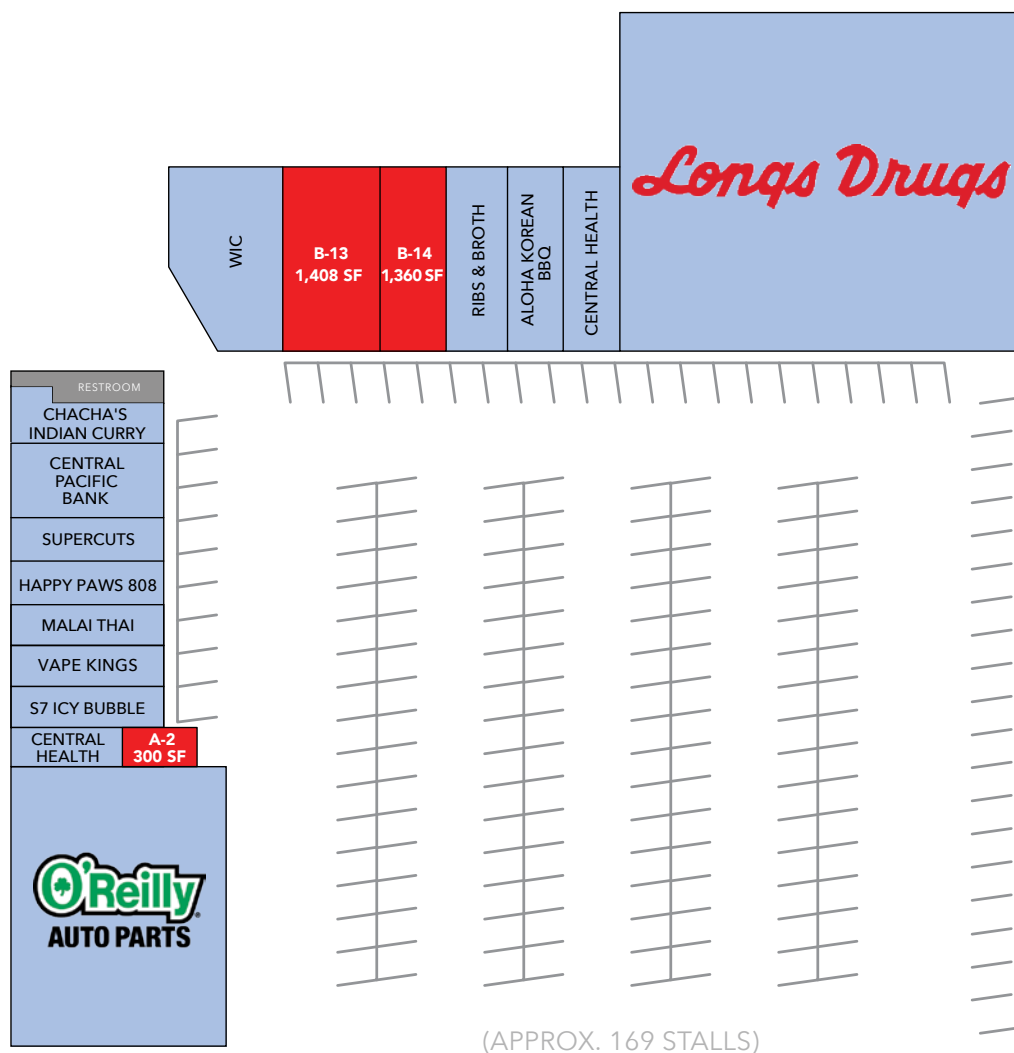 Longs Drugs
WIC
B-13
1,408 SF
B-14
1,360 SF
RIBS & BROTH
ALOHA KOREAN
BBQ
CENTRAL HEALTH
RESTROOM
CHACHA'S
INDIAN CURRY
CENTRAL
PACIFIC
BANK
SUPERCUTS
HAPPY PAWS 808
MALAI THAI
VAPE KINGS
S7 ICY BUBBLE
CENTRAL
HEALTH
A-2
300 SF
O'Reilly®
AUTO PARTS
(APPROX. 169 STALLS)